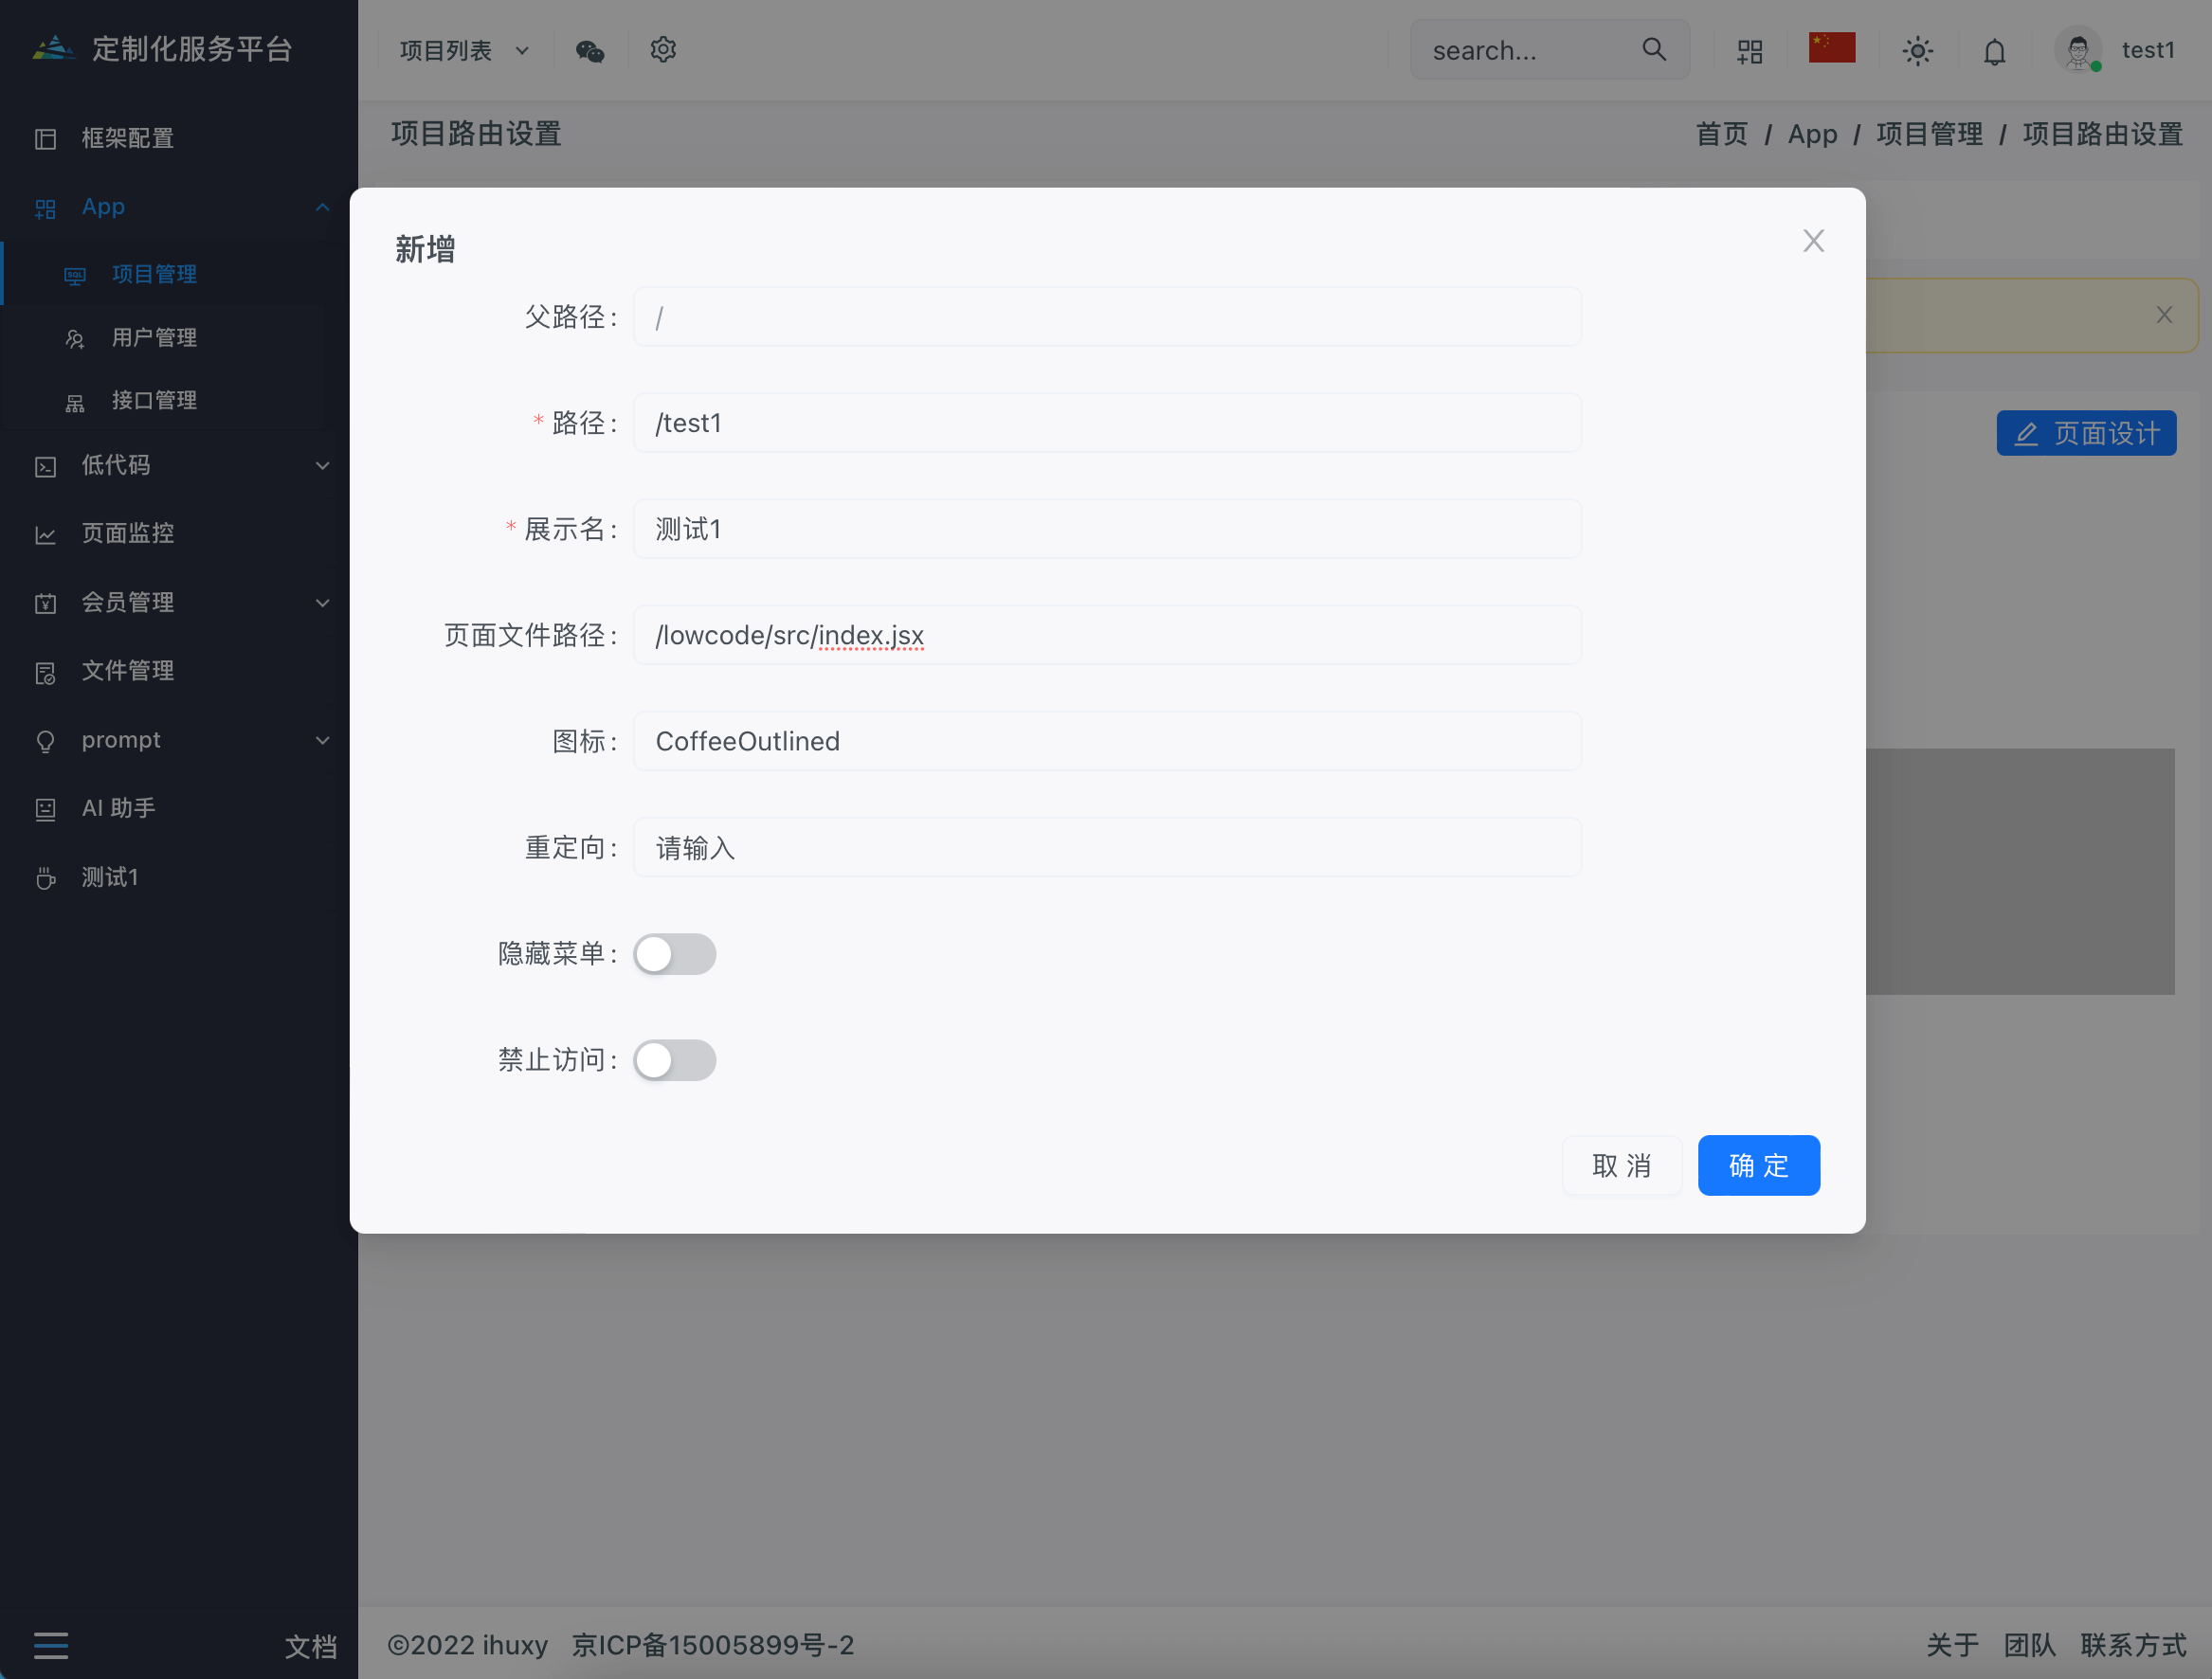 定制化服务平台
项目列表
search...
test1
框架配置
App
项目管理
用户管理
接口管理
低代码
页面监控
会员管理
文件管理
prompt
AI 助手
测试1
文档
项目路由设置
首页 / App / 项目管理 / 项目路由设置
页面设计
新增
父路径: /
* 路径: /test1
* 展示名: 测试1
页面文件路径: /lowcode/src/index.jsx
图标: CoffeeOutlined
重定向: 请输入
隐藏菜单:
禁止访问:
取 消 确 定
©2022 ihuxy 京ICP备15005899号-2
关于 团队 联系方式